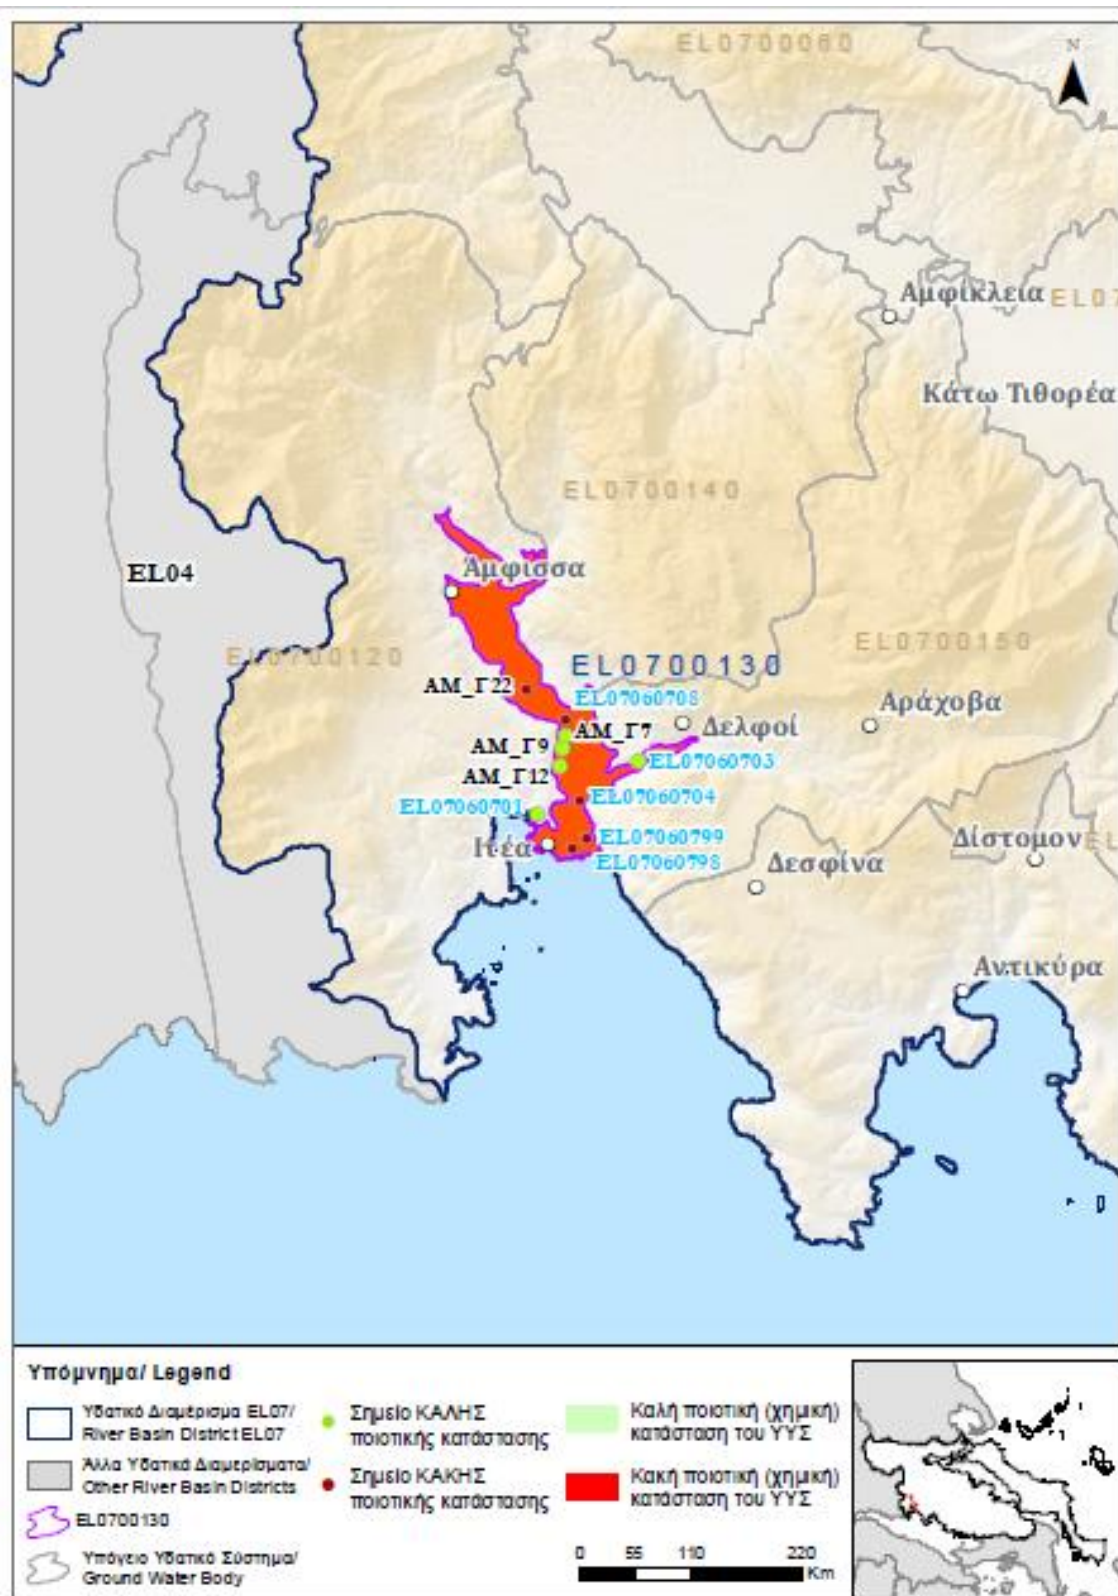 EL0700060
N
Αμφίκλεια
EL07
Κάτω Τιθορέα
EL0700140
EL04
Άμφισσα
EL0700120
EL0700130
EL0700150
ΑΜ_Γ22
EL07060708
Αράχοβα
ΑΜ_Γ7
Δελφοί
ΑΜ_Γ9
EL07060703
ΑΜ_Γ12
EL07060704
EL07060701
EL07060799
Δίστομον
EL
Ιτέα
EL07060798
Δεσφίνα
Αντικύρα
Υπόμνημα/ Legend
Υδατικό Διαμέρισμα EL07/
River Basin District EL07
Άλλα Υδατικά Διαμερίσματα/
Other River Basin Districts
EL0700130
Υπόγειο Υδατικό Σύστημα/
Ground Water Body
Σημείο ΚΑΛΗΣ
ποιοτικής κατάστασης
Σημείο ΚΑΚΗΣ
ποιοτικής κατάστασης
Καλή ποιοτική (χημική)
κατάσταση του ΥΥΣ
Κακή ποιοτική (χημική)
κατάσταση του ΥΥΣ
0 55 110 220
Km